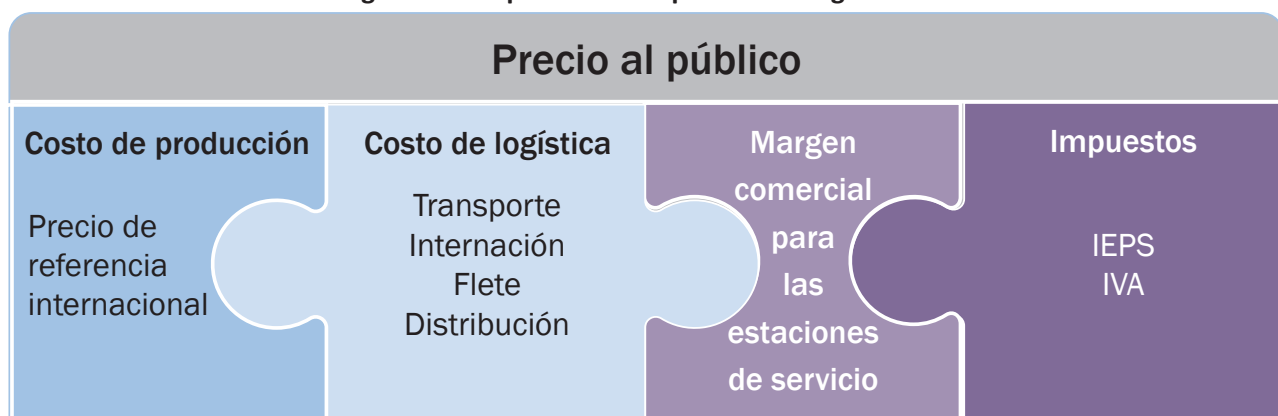 Precio al público
Costo de producción
Precio de
referencia
internacional
Costo de logística
Transporte
Internación
Flete
Distribución
Margen
comercial
para
las
estaciones
de servicio
Impuestos
IEPS
IVA